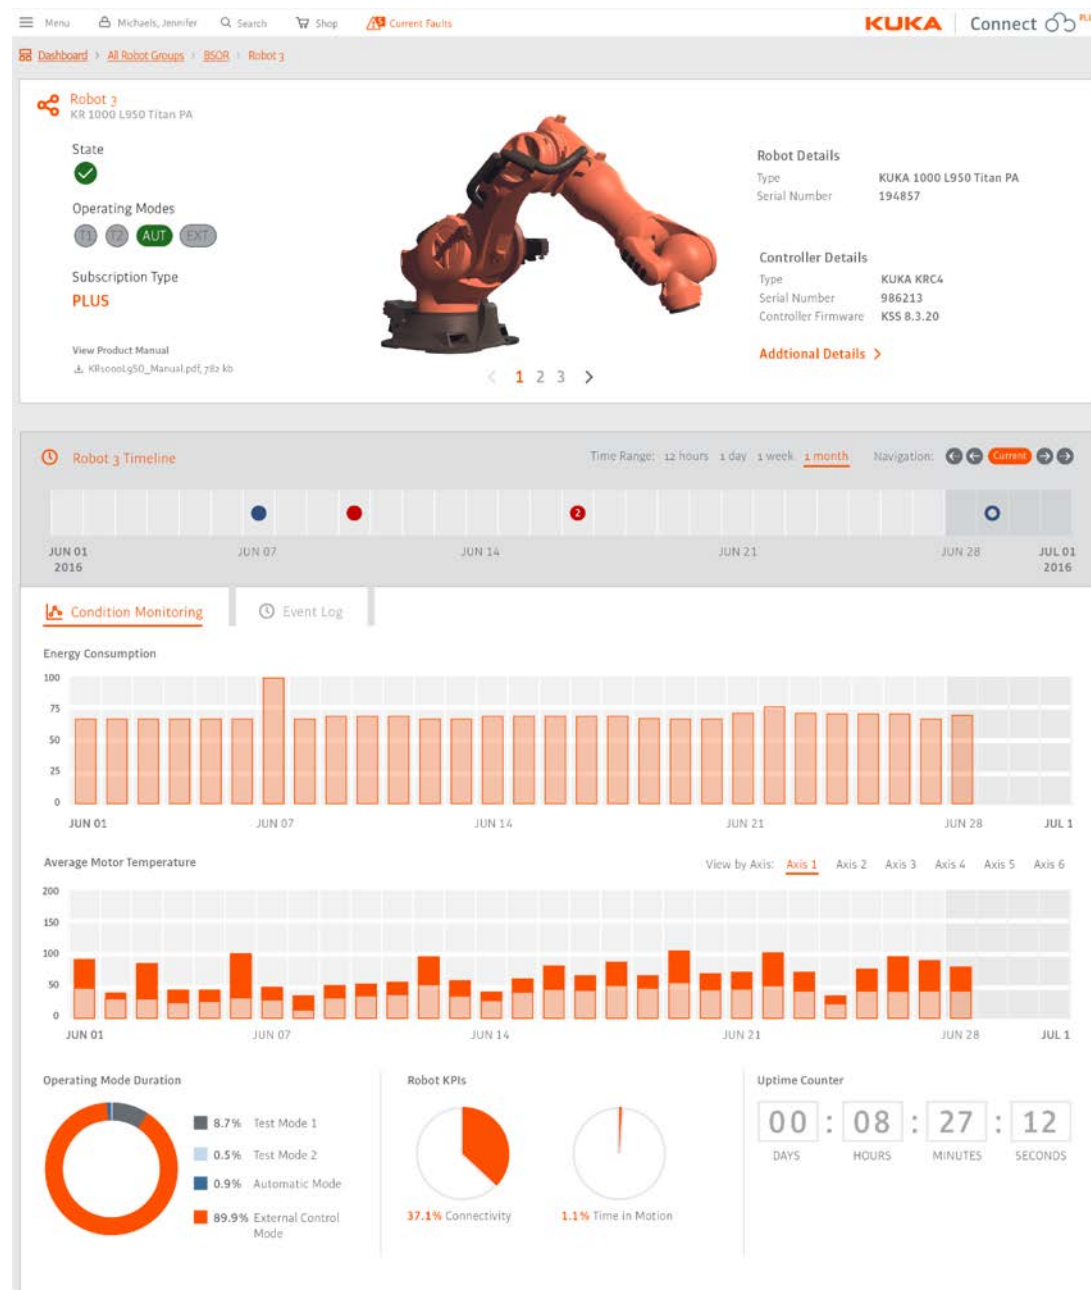 Menu
Michaels, Jennifer
Search
Shop
Current Faults
KUKA
Connect
Dashboard > All Robot Groups > BSOR > Robot 3
Robot 3
KR 1000 L950 Titan PA
State
Operating Modes
T1 T2 AUT EXT
Subscription Type
PLUS
View Product Manual
KR1000L950_Manual.pdf, 782 kb
< 1 2 3 >
Robot Details
Type KUKA 1000 L950 Titan PA
Serial Number 194857
Controller Details
Type KUKA KRC4
Serial Number 986213
Controller Firmware KSS 8.3.20
Addtional Details >
Robot 3 Timeline
Time Range: 12 hours 1 day 1 week 1 month
Navigation: Current
2
JUN 01 JUN 07 JUN 14 JUN 21 JUN 28 JUL 01
2016 2016
Condition Monitoring
Event Log
Energy Consumption
100
75
50
25
0
JUN 01 JUN 07 JUN 14 JUN 21 JUN 28 JUL 1
Average Motor Temperature
View by Axis: Axis 1 Axis 2 Axis 3 Axis 4 Axis 5 Axis 6
200
150
100
50
0
JUN 01 JUN 07 JUN 14 JUN 21 JUN 28 JUL 1
Operating Mode Duration
8.7% Test Mode 1
0.5% Test Mode 2
0.9% Automatic Mode
89.9% External Control
Mode
Robot KPIs
37.1% Connectivity
1.1% Time in Motion
Uptime Counter
00 : 08 : 27 : 12
DAYS HOURS MINUTES SECONDS